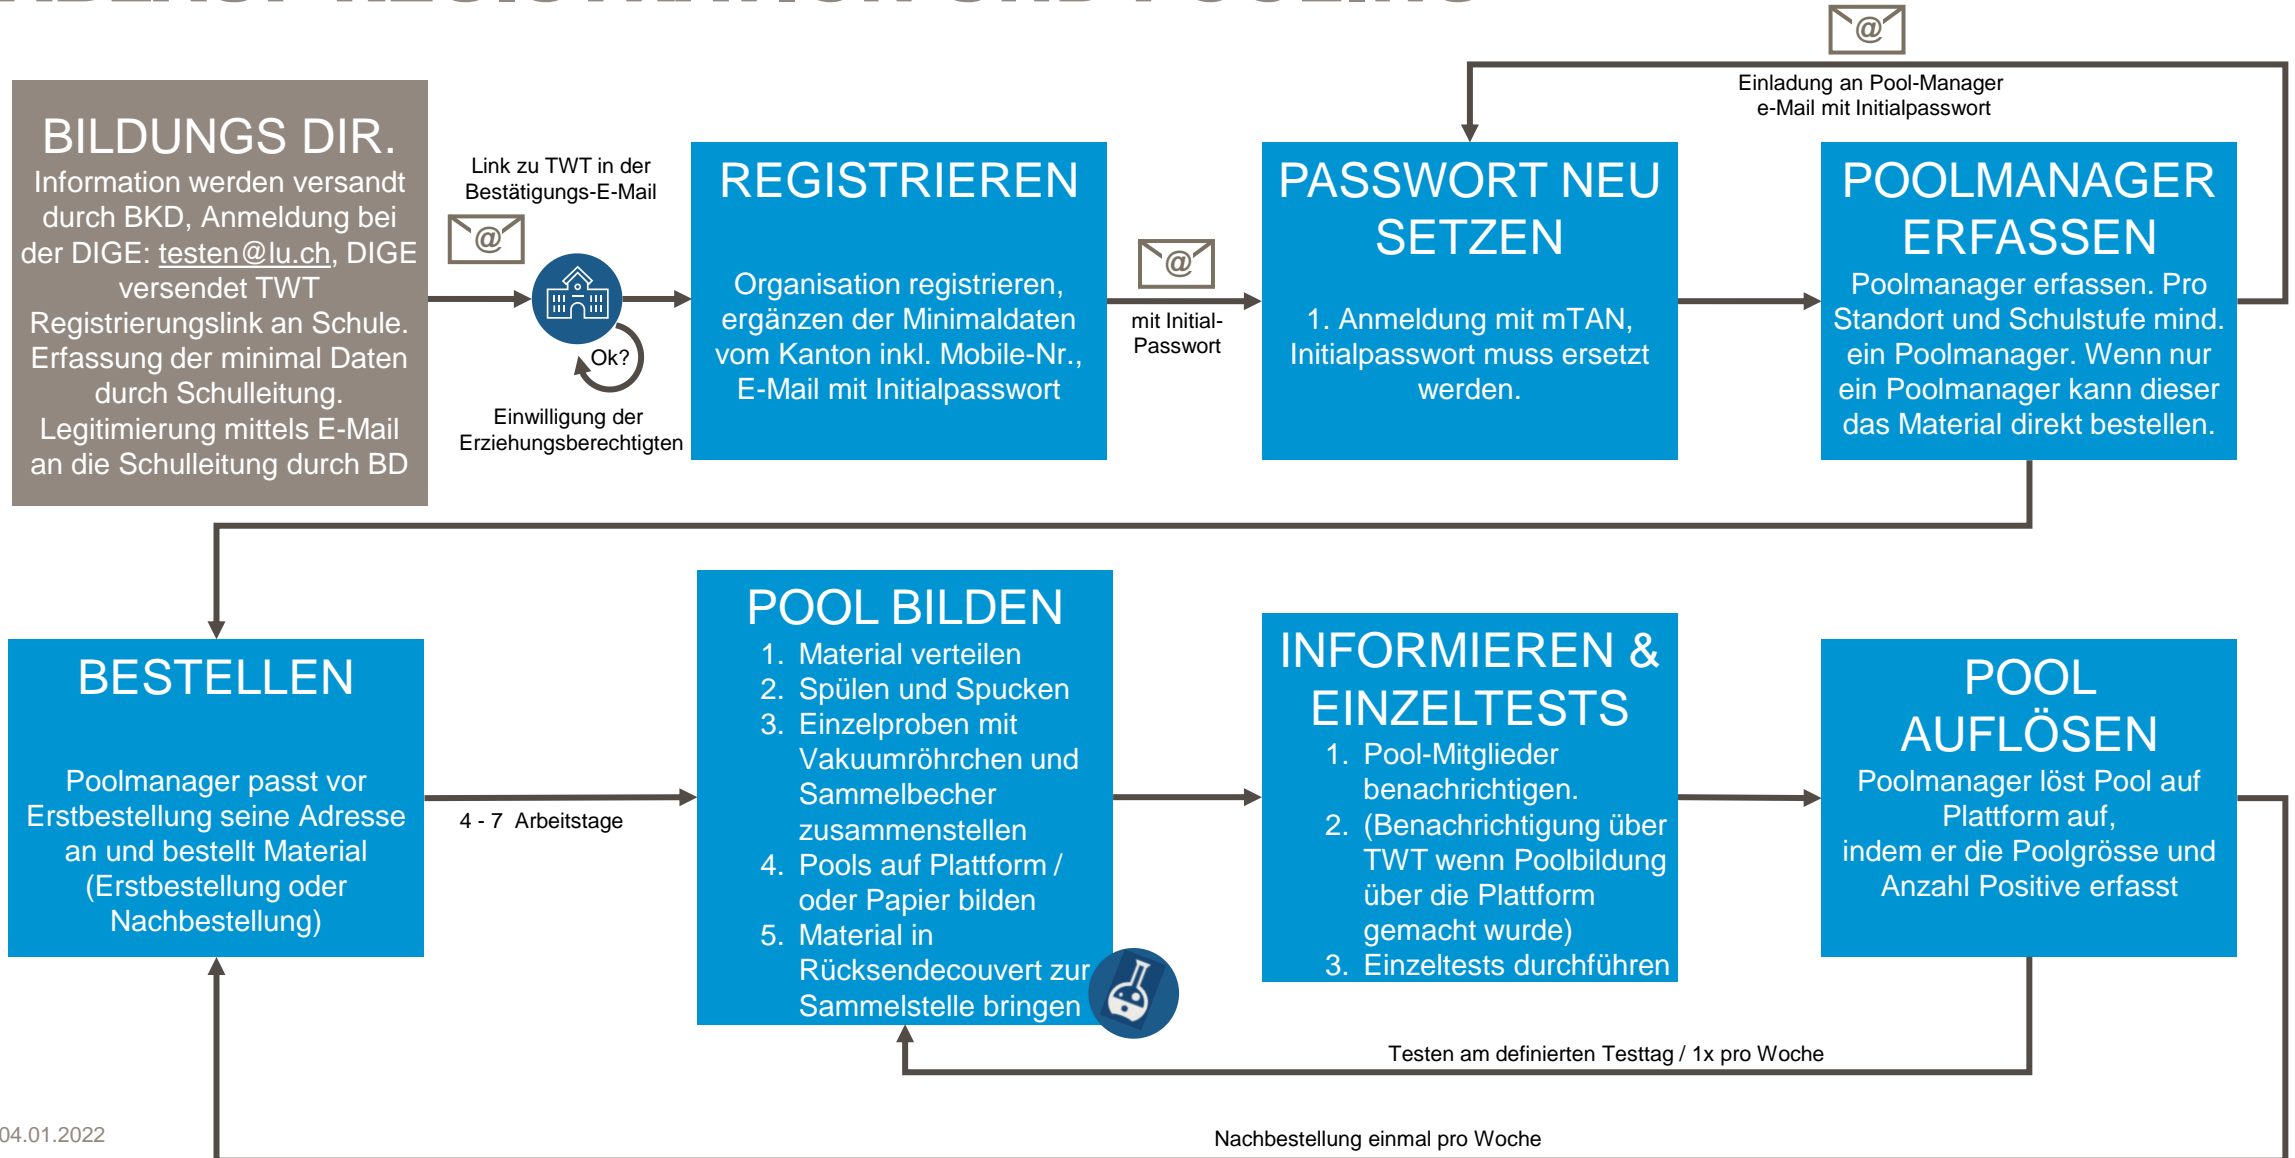 ABLAUF REGISTRATION UND POOLING
@
Einladung an Pool-Manager
e-Mail mit Initialpasswort
BILDUNGS DIR.
Information werden versandt
durch BKD, Anmeldung bei
der DIGE: testen@lu.ch, DIGE
versendet TWT
Registrierungslink an Schule.
Erfassung der minimal Daten
durch Schulleitung.
Legitimierung mittels E-Mail
an die Schulleitung durch BD
Link zu TWT in der
Bestätigungs-E-Mail
@
Ok?
Einwilligung der
Erziehungsberechtigten
REGISTRIEREN
Organisation registrieren,
ergänzen der Minimaldaten
vom Kanton inkl. Mobile-Nr.,
E-Mail mit Initialpasswort
@
mit Initial-
Passwort
PASSWORT NEU
SETZEN
1. Anmeldung mit mTAN,
Initialpasswort muss ersetzt
werden.
POOLMANAGER
ERFASSEN
Poolmanager erfassen. Pro
Standort und Schulstufe mind.
ein Poolmanager. Wenn nur
ein Poolmanager kann dieser
das Material direkt bestellen.
BESTELLEN
Poolmanager passt vor
Erstbestellung seine Adresse
an und bestellt Material
(Erstbestellung oder
Nachbestellung)
4 - 7 Arbeitstage
POOL BILDEN
1. Material verteilen
2. Spülen und Spucken
3. Einzelproben mit
Vakuumröhrchen und
Sammelbecher
zusammenstellen
4. Pools auf Plattform /
oder Papier bilden
5. Material in
Rücksendecouvert zur
Sammelstelle bringen
INFORMIEREN &
EINZELTESTS
1. Pool-Mitglieder
benachrichtigen.
2. (Benachrichtigung über
TWT wenn Poolbildung
über die Plattform
gemacht wurde)
3. Einzeltests durchführen
POOL
AUFLÖSEN
Poolmanager löst Pool auf
Plattform auf,
indem er die Poolgrösse und
Anzahl Positive erfasst
Testen am definierten Testtag / 1x pro Woche
04.01.2022
Nachbestellung einmal pro Woche